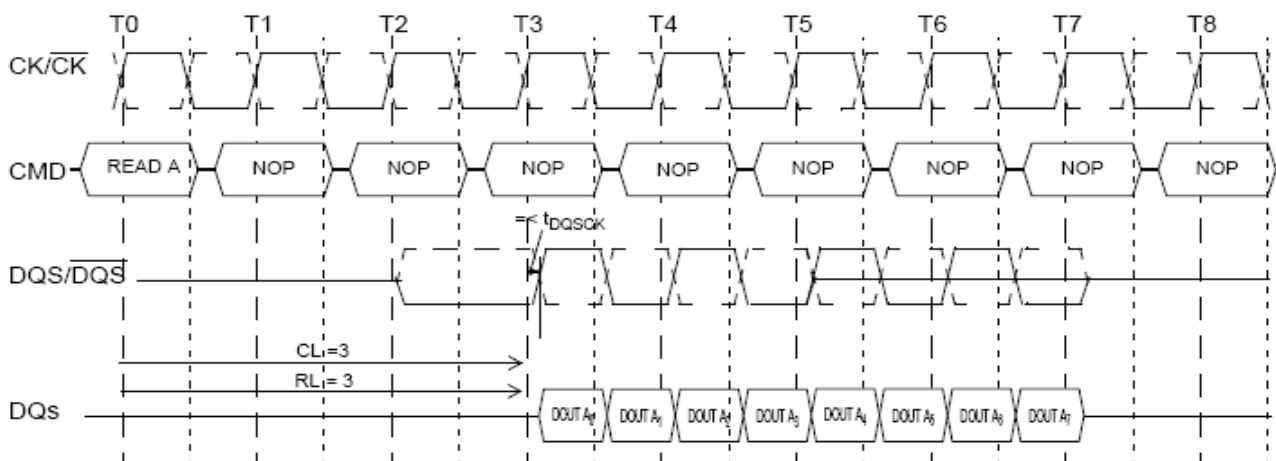 T0 T1 T2 T3 T4 T5 T6 T7 T8
CK/CK
CMD READ A NOP NOP NOP NOP NOP NOP NOP NOP
=< tDQSCK
DQS/DQS
CL =3
RL = 3
DQs DOUT A0 DOUT A1 DOUT A2 DOUT A3 DOUT A4 DOUT A5 DOUT A6 DOUT A7